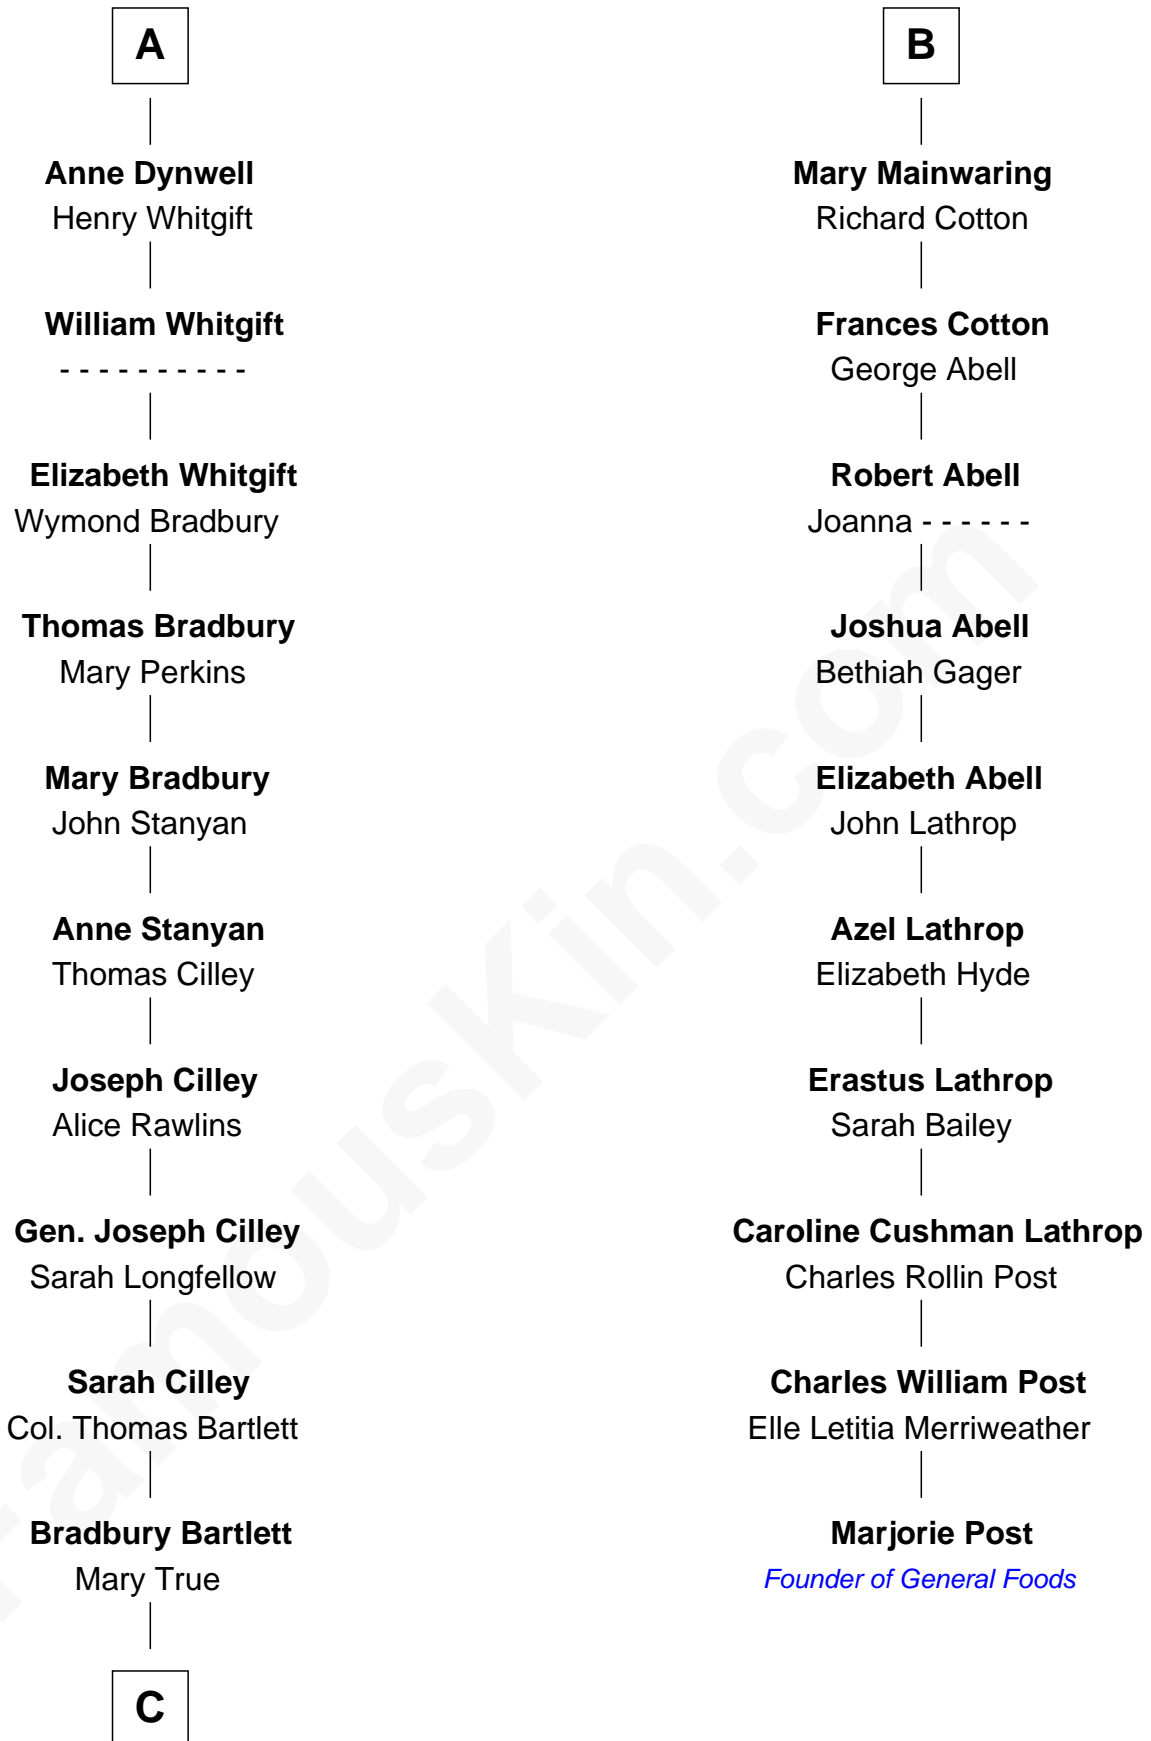 A
Anne Dynwell
Henry Whitgift
William Whitgift
- - - - - - - - - -
Elizabeth Whitgift
Wymond Bradbury
Thomas Bradbury
Mary Perkins
Mary Bradbury
John Stanyan
Anne Stanyan
Thomas Cilley
Joseph Cilley
Alice Rawlins
Gen. Joseph Cilley
Sarah Longfellow
Sarah Cilley
Col. Thomas Bartlett
Bradbury Bartlett
Mary True
C
B
Mary Mainwaring
Richard Cotton
Frances Cotton
George Abell
Robert Abell
Joanna - - - - - -
Joshua Abell
Bethiah Gager
Elizabeth Abell
John Lathrop
Azel Lathrop
Elizabeth Hyde
Erastus Lathrop
Sarah Bailey
Caroline Cushman Lathrop
Charles Rollin Post
Charles William Post
Elle Letitia Merriweather
Marjorie Post
Founder of General Foods
FamousKin.com